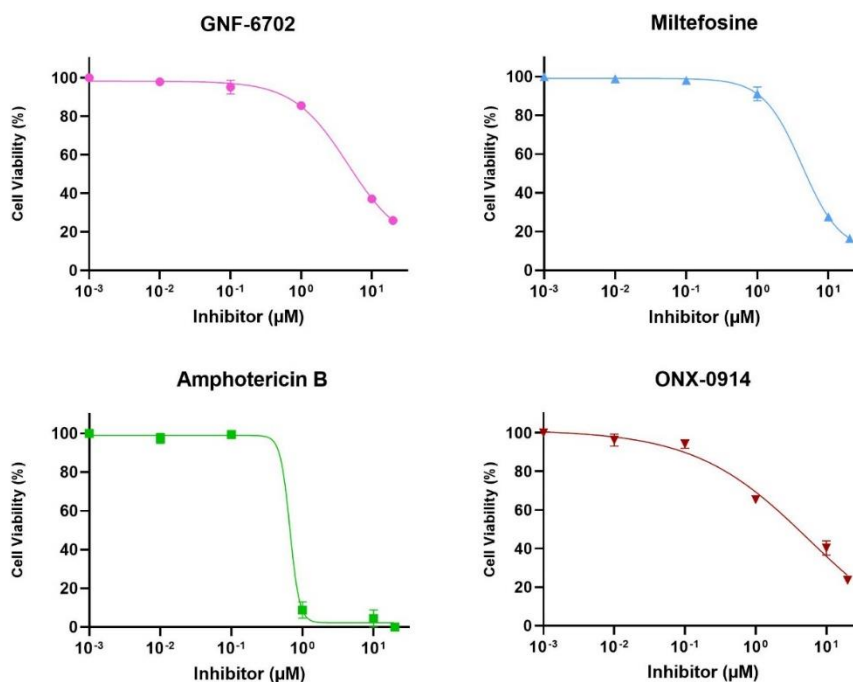 GNF-6702
Cell Viability (%)
100
80
60
40
20
0
10⁻³ 10⁻² 10⁻¹ 10⁰ 10¹
Inhibitor (µM)
Miltefosine
Cell Viability (%)
100
80
60
40
20
0
10⁻³ 10⁻² 10⁻¹ 10⁰ 10¹
Inhibitor (µM)
Amphotericin B
Cell Viability (%)
100
80
60
40
20
0
10⁻³ 10⁻² 10⁻¹ 10⁰ 10¹
Inhibitor (µM)
ONX-0914
Cell Viability (%)
100
80
60
40
20
0
10⁻³ 10⁻² 10⁻¹ 10⁰ 10¹
Inhibitor (µM)